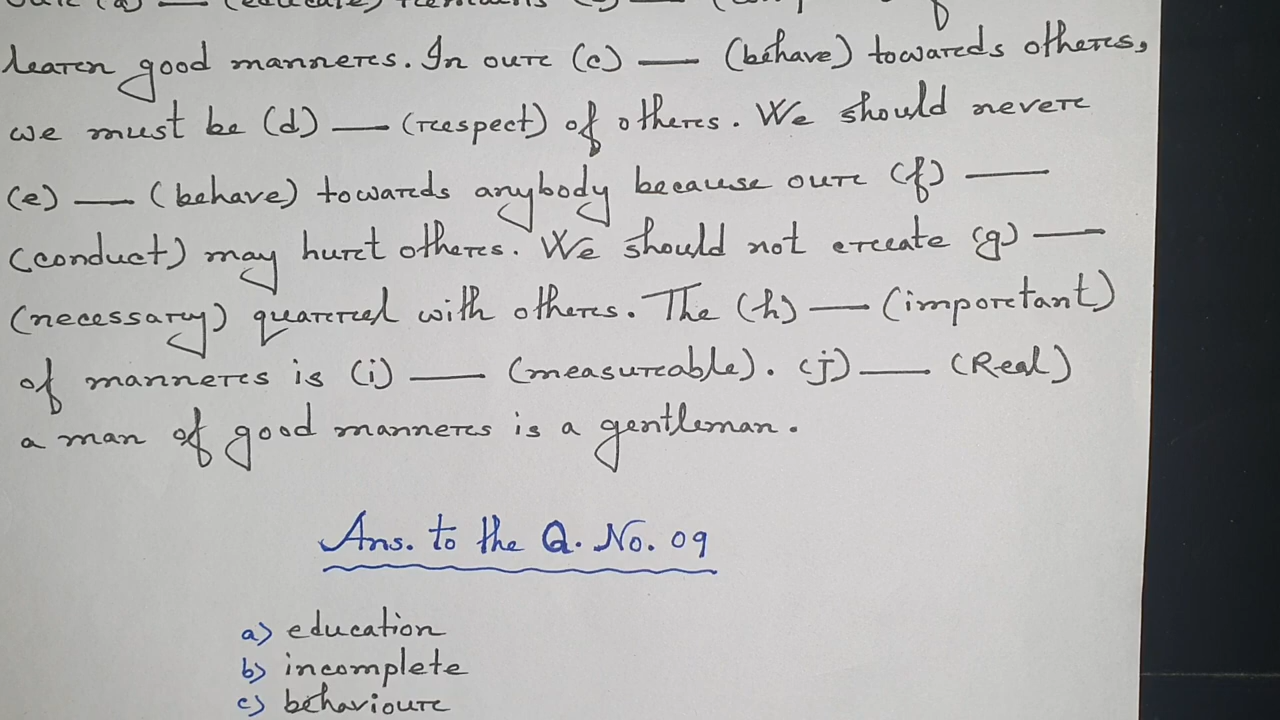 (a) — (educate) remains
learn good manners. In our (c) — (behave) towards others,
we must be (d) — (respect) of others. We should never
(e) — (behave) towards anybody because our (f) —
(conduct) may hurt others. We should not create (g) —
(necessary) quarrel with others. The (h) — (important)
of manners is (i) — (measurable). (j) — (Real)
a man of good manners is a gentleman.
Ans. to the Q. No. 09
a) education
b) incomplete
c) behaviour